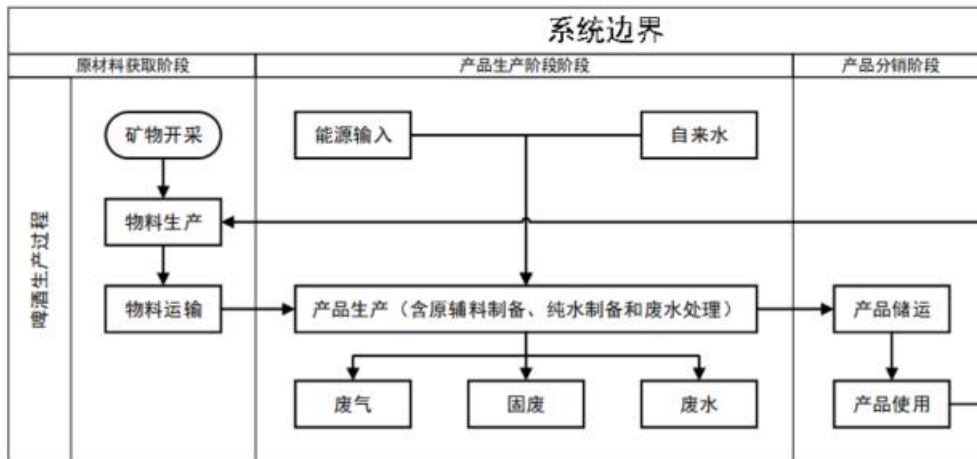 系统边界
原材料获取阶段
产品生产阶段阶段
产品分销阶段
啤酒生产过程
矿物开采
能源输入
自来水
物料生产
物料运输
产品生产（含原辅料制备、纯水制备和废水处理）
产品储运
废气
固废
废水
产品使用